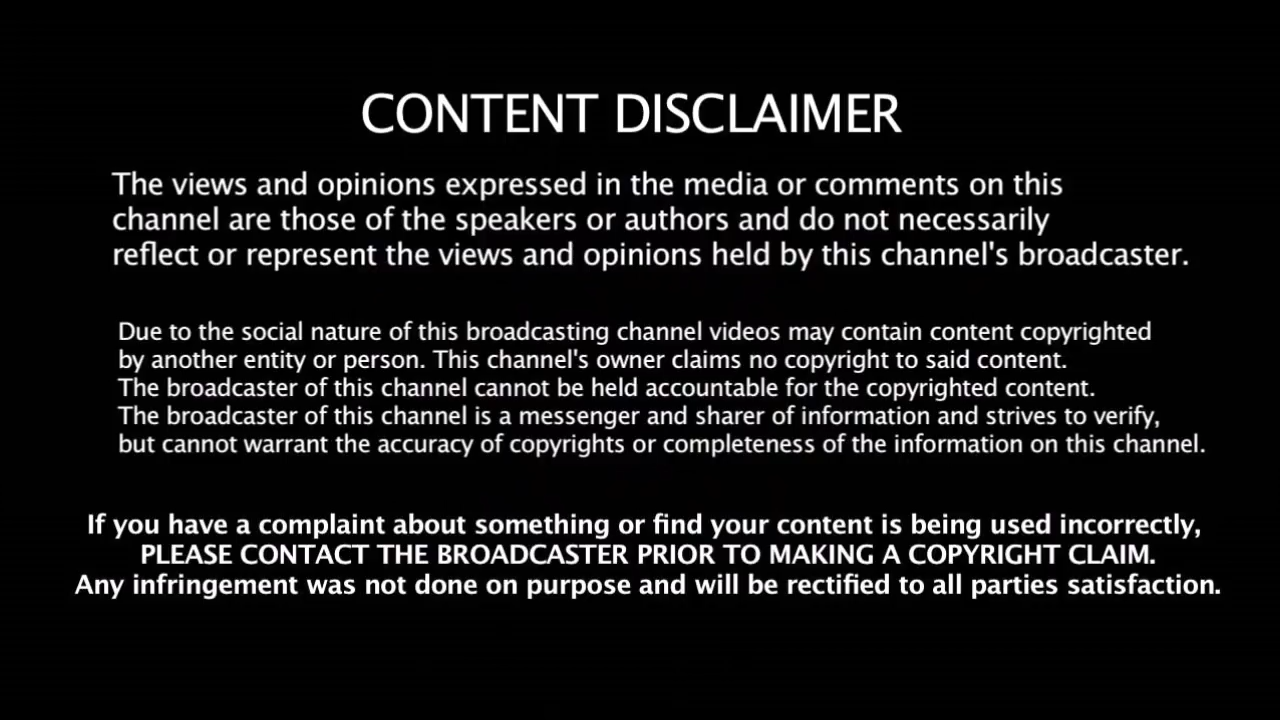 CONTENT DISCLAIMER
The views and opinions expressed in the media or comments on this
channel are those of the speakers or authors and do not necessarily
reflect or represent the views and opinions held by this channel's broadcaster.
Due to the social nature of this broadcasting channel videos may contain content copyrighted
by another entity or person. This channel's owner claims no copyright to said content.
The broadcaster of this channel cannot be held accountable for the copyrighted content.
The broadcaster of this channel is a messenger and sharer of information and strives to verify,
but cannot warrant the accuracy of copyrights or completeness of the information on this channel.
If you have a complaint about something or find your content is being used incorrectly,
PLEASE CONTACT THE BROADCASTER PRIOR TO MAKING A COPYRIGHT CLAIM.
Any infringement was not done on purpose and will be rectified to all parties satisfaction.